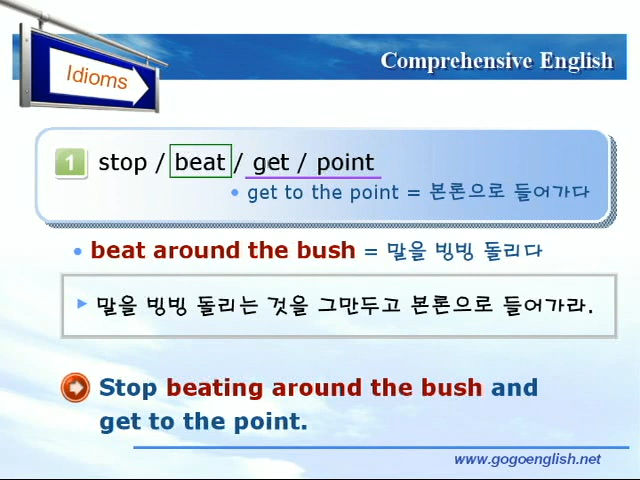 Idioms
Comprehensive English
1 stop / beat / get / point
• get to the point = 본론으로 들어가다
• beat around the bush = 말을 빙빙 돌리다
말을 빙빙 돌리는 것을 그만두고 본론으로 들어가라.
Stop beating around the bush and
get to the point.
www.gogoenglish.net